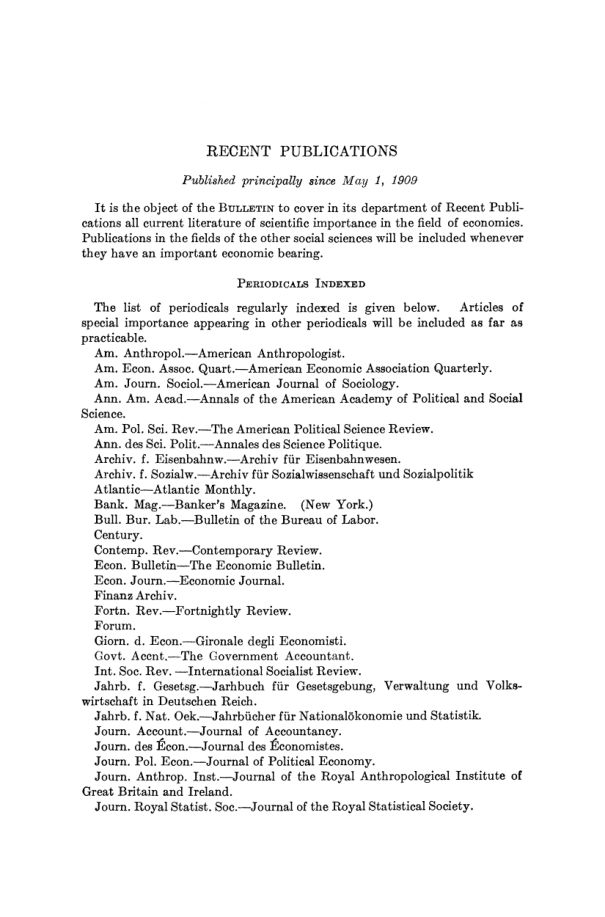 RECENT PUBLICATIONS
Published principally since May 1, 1909
It is the object of the BULLETIN to cover in its department of Recent Publi-
cations all current literature of scientific importance in the field of economics.
Publications in the fields of the other social sciences will be included whenever
they have an important economic bearing.
PERIODICALS INDEXED
The list of periodicals regularly indexed is given below. Articles of
special importance appearing in other periodicals will be included as far as
practicable.
Am. Anthropol.—American Anthropologist.
Am. Econ. Assoc. Quart.—American Economic Association Quarterly.
Am. Journ. Sociol.—American Journal of Sociology.
Ann. Am. Acad.—Annals of the American Academy of Political and Social
Science.
Am. Pol. Sci. Rev.—The American Political Science Review.
Ann. des Sci. Polit.—Annales des Science Politique.
Archiv. f. Eisenbahnw.—Archiv für Eisenbahnwesen.
Archiv. f. Sozialw.—Archiv für Sozialwissenschaft und Sozialpolitik
Atlantic—Atlantic Monthly.
Bank. Mag.—Banker's Magazine. (New York.)
Bull. Bur. Lab.—Bulletin of the Bureau of Labor.
Century.
Contemp. Rev.—Contemporary Review.
Econ. Bulletin—The Economic Bulletin.
Econ. Journ.—Economic Journal.
Finanz Archiv.
Fortn. Rev.—Fortnightly Review.
Forum.
Giorn. d. Econ.—Gironale degli Economisti.
Govt. Accnt.—The Government Accountant.
Int. Soc. Rev. —International Socialist Review.
Jahrb. f. Gesetsg.—Jarhbuch für Gesetsgebung, Verwaltung und Volks-
wirtschaft in Deutschen Reich.
Jahrb. f. Nat. Oek.—Jahrbücher für Nationalökonomie und Statistik.
Journ. Account.—Journal of Accountancy.
Journ. des Écon.—Journal des Économistes.
Journ. Pol. Econ.—Journal of Political Economy.
Journ. Anthrop. Inst.—Journal of the Royal Anthropological Institute of
Great Britain and Ireland.
Journ. Royal Statist. Soc.—Journal of the Royal Statistical Society.